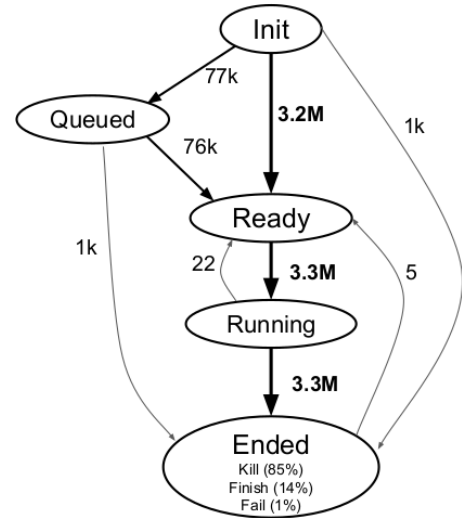 Init
77k
Queued
3.2M
1k
76k
Ready
1k
22
3.3M
5
Running
3.3M
Ended
Kill (85%)
Finish (14%)
Fail (1%)